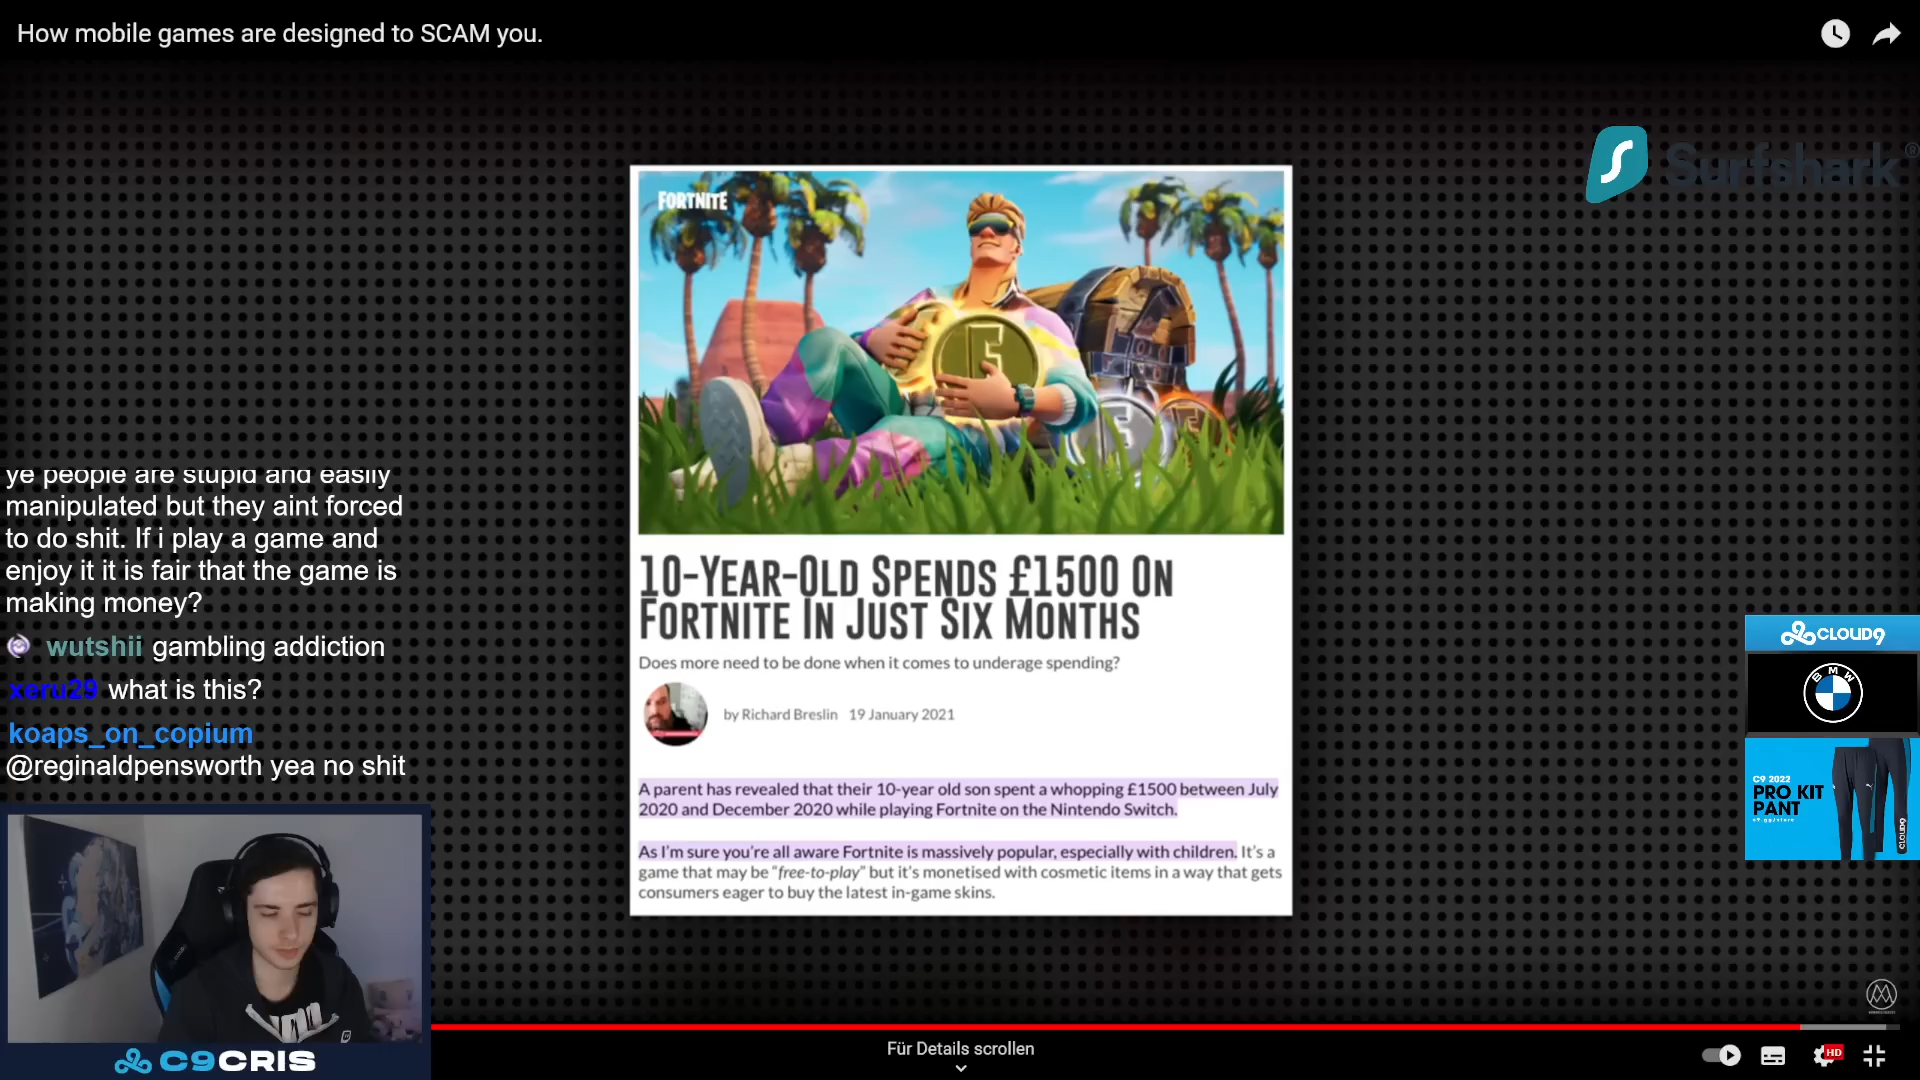 How mobile games are designed to SCAM you.
Surfshark®
FORTNITE
10-YEAR-OLD SPENDS £1500 ON
FORTNITE IN JUST SIX MONTHS
Does more need to be done when it comes to underage spending?
by Richard Breslin 19 January 2021
A parent has revealed that their 10-year old son spent a whopping £1500 between July
2020 and December 2020 while playing Fortnite on the Nintendo Switch.
As I'm sure you're all aware Fortnite is massively popular, especially with children. It's a
game that may be "free-to-play" but it's monetised with cosmetic items in a way that gets
consumers eager to buy the latest in-game skins.
ye people are stupid and easily
manipulated but they aint forced
to do shit. If i play a game and
enjoy it it is fair that the game is
making money?
wutshii gambling addiction
xeru29 what is this?
koaps_on_copium
@reginaldpensworth yea no shit
CLOUD9
BMW
C9 2022
PRO KIT
PANT
c9.gg/store
CLOUD9
C9CRIS
Für Details scrollen
HD